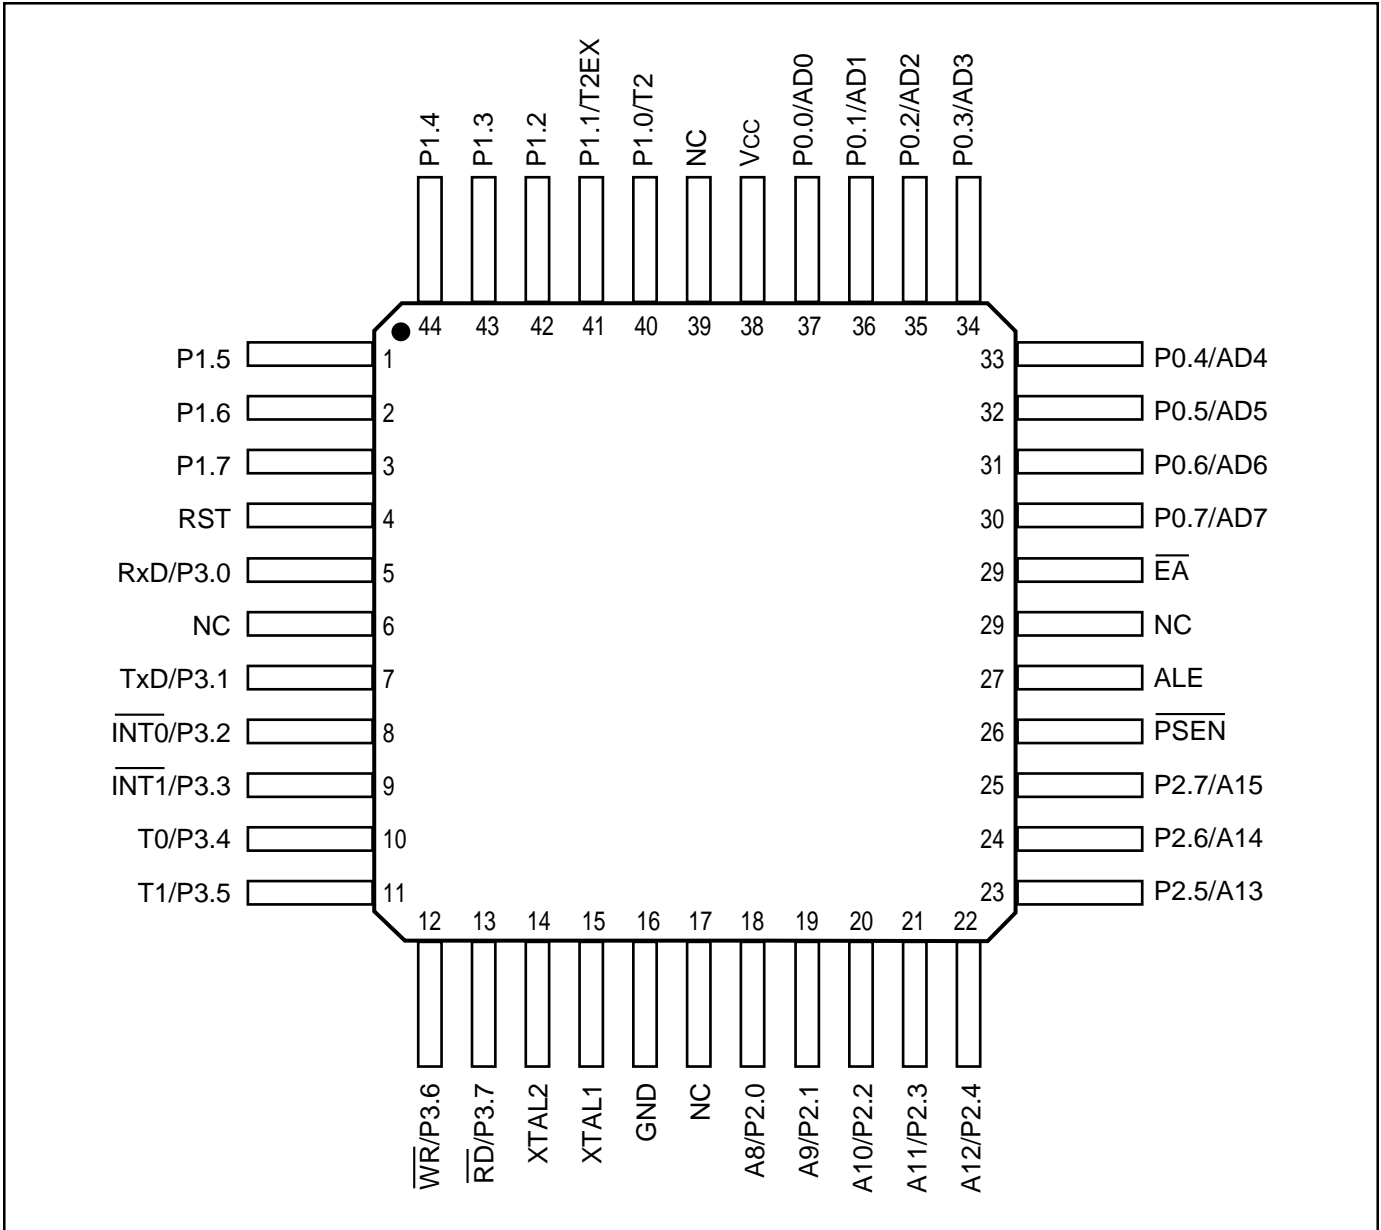 P1.4
P1.3
P1.2
P1.1/T2EX
P1.0/T2
NC
VCC
P0.0/AD0
P0.1/AD1
P0.2/AD2
P0.3/AD3
44 43 42 41 40 39 38 37 36 35 34
P1.5 1 33 P0.4/AD4
P1.6 2 32 P0.5/AD5
P1.7 3 31 P0.6/AD6
RST 4 30 P0.7/AD7
RxD/P3.0 5 29 E̅A̅
NC 6 29 NC
TxD/P3.1 7 27 ALE
I̅N̅T̅0̅/P3.2 8 26 P̅S̅E̅N̅
I̅N̅T̅1̅/P3.3 9 25 P2.7/A15
T0/P3.4 10 24 P2.6/A14
T1/P3.5 11 23 P2.5/A13
12 13 14 15 16 17 18 19 20 21 22
W̅R̅/P3.6
R̅D̅/P3.7
XTAL2
XTAL1
GND
NC
A8/P2.0
A9/P2.1
A10/P2.2
A11/P2.3
A12/P2.4